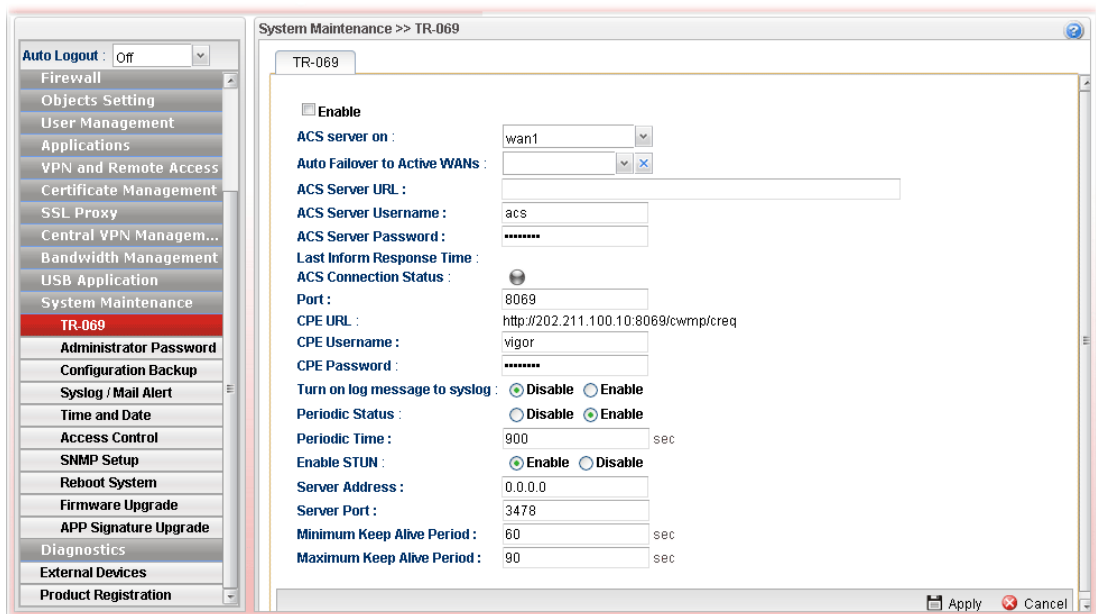 System Maintenance >> TR-069
Auto Logout : Off
Firewall
Objects Setting
User Management
Applications
VPN and Remote Access
Certificate Management
SSL Proxy
Central VPN Managem...
Bandwidth Management
USB Application
System Maintenance
TR-069
Administrator Password
Configuration Backup
Syslog / Mail Alert
Time and Date
Access Control
SNMP Setup
Reboot System
Firmware Upgrade
APP Signature Upgrade
Diagnostics
External Devices
Product Registration
TR-069
Enable
ACS server on : wan1
Auto Failover to Active WANs :
ACS Server URL :
ACS Server Username : acs
ACS Server Password : ••••••••
Last Inform Response Time :
ACS Connection Status :
Port : 8069
CPE URL : http://202.211.100.10:8069/cwmp/creq
CPE Username : vigor
CPE Password : ••••••••
Turn on log message to syslog : Disable Enable
Periodic Status : Disable Enable
Periodic Time : 900 sec
Enable STUN : Enable Disable
Server Address : 0.0.0.0
Server Port : 3478
Minimum Keep Alive Period : 60 sec
Maximum Keep Alive Period : 90 sec
Apply Cancel